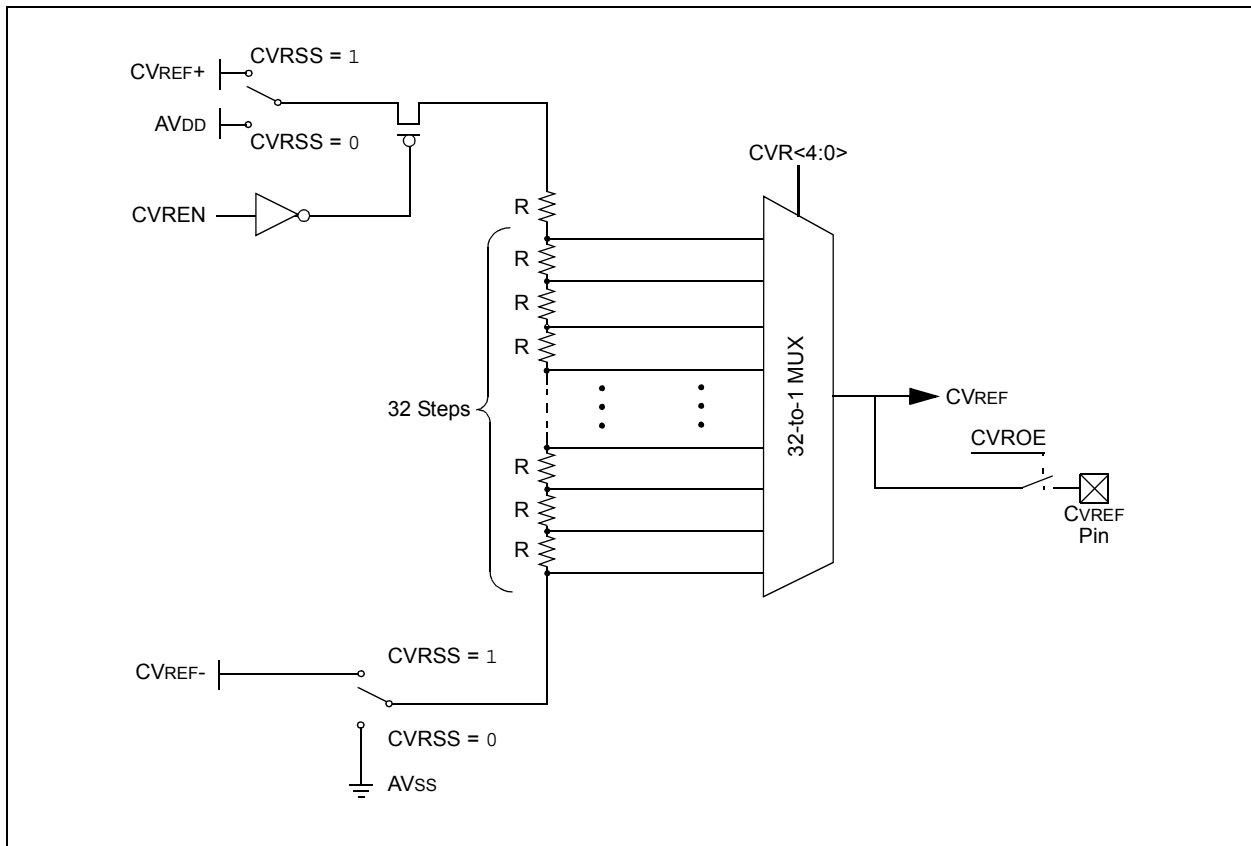 CVRSS = 1
CVREF+
AVDD
CVRSS = 0
CVR<4:0>
CVREN
R
R
R
R
32 Steps
32-to-1 MUX
CVREF
CVROE
R
R
R
CVREF
Pin
CVRSS = 1
CVREF-
CVRSS = 0
AVSS